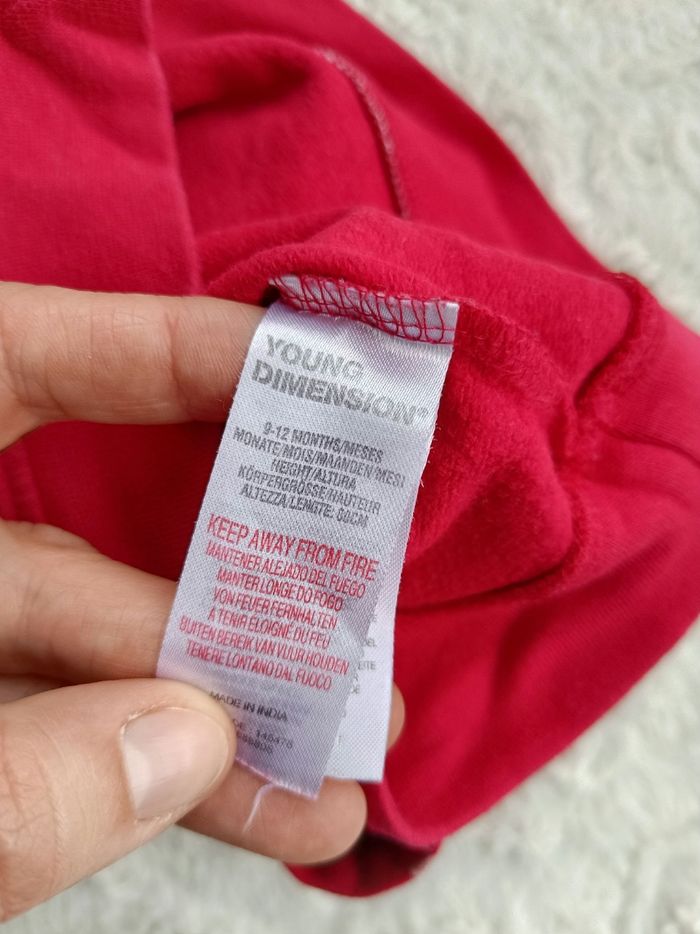 YOUNG
DIMENSION®
9-12 MONTHS/MESES
MONATE/MOIS/MAANDEN/MESI
HEIGHT/ALTURA
KÖRPERGRÖSSE/HAUTEUR
ALTEZZA/LENGTE: 80CM
KEEP AWAY FROM FIRE
MANTENER ALEJADO DEL FUEGO
MANTER LONGE DO FOGO
VON FEUER FERNHALTEN
À TENIR ÉLOIGNÉ DU FEU
BUITEN BEREIK VAN VUUR HOUDEN
TENERE LONTANO DAL FUOCO
MADE IN INDIA